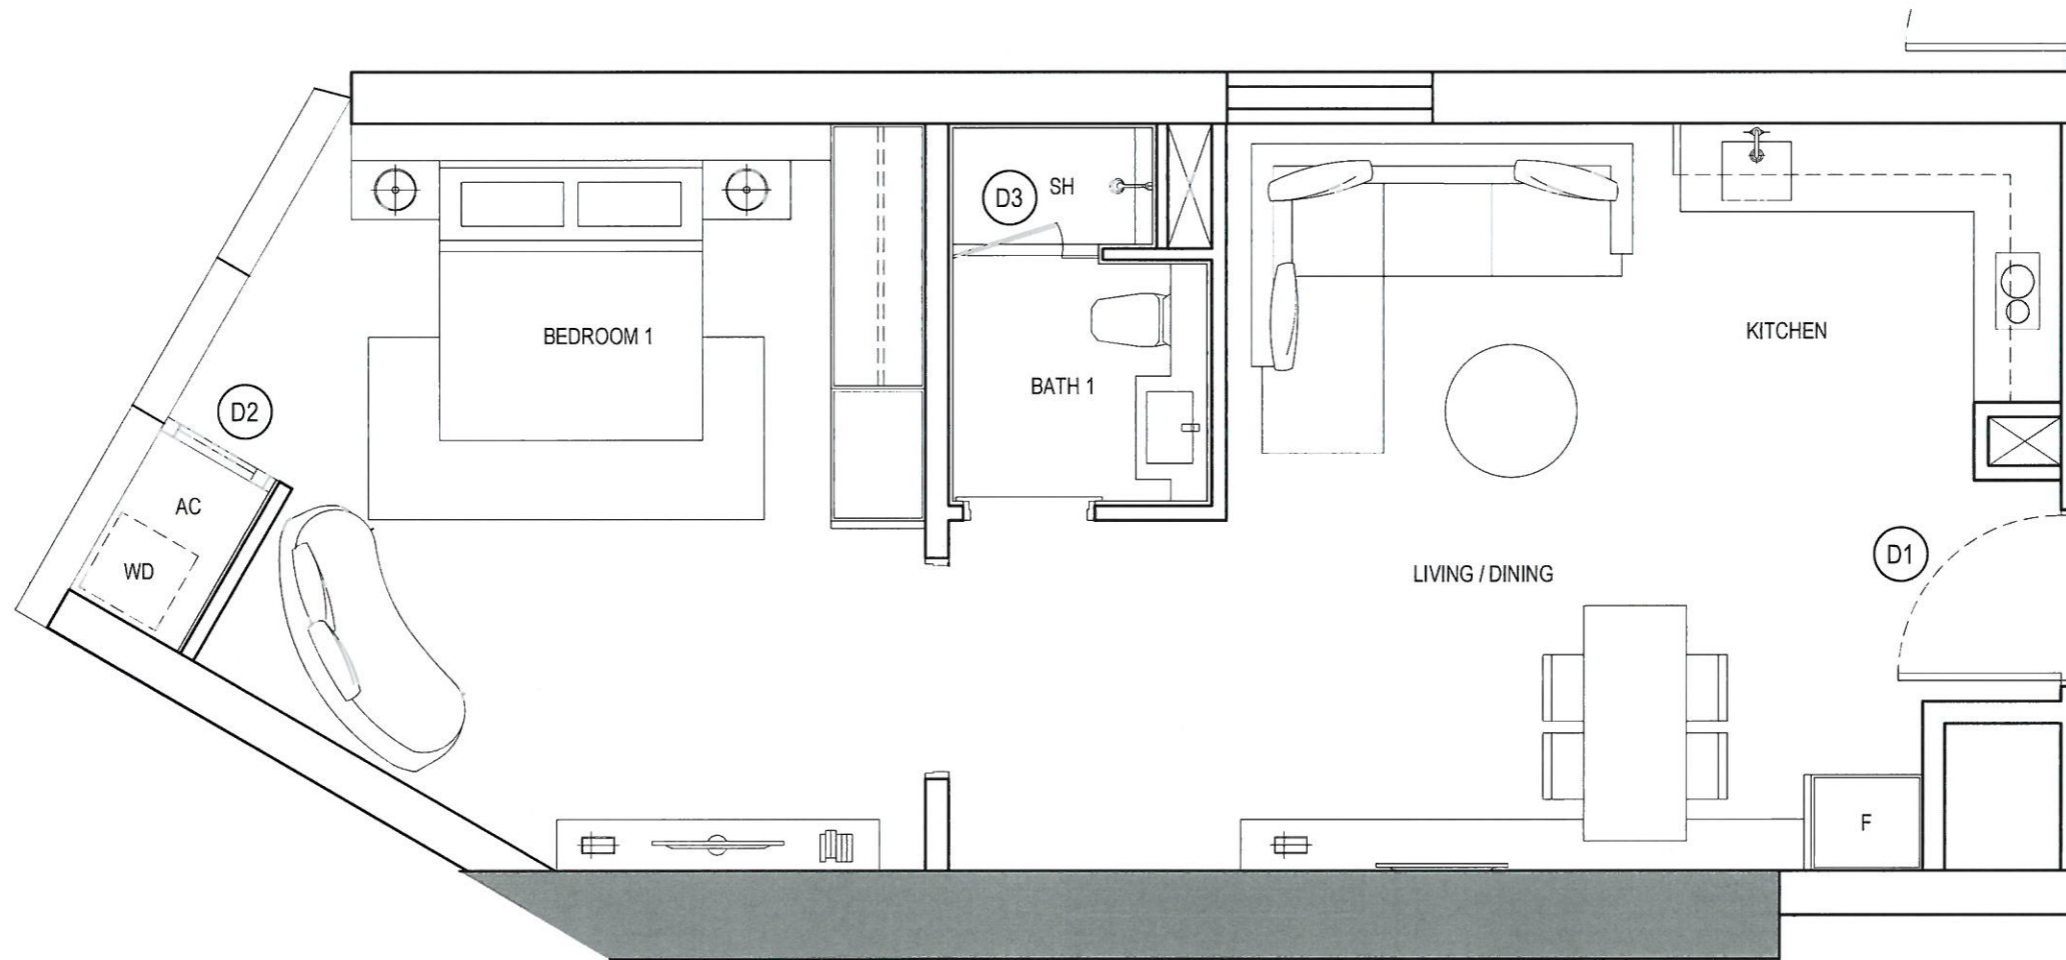 D3
SH
BEDROOM 1
KITCHEN
D2
BATH 1
AC
WD
D1
LIVING / DINING
F